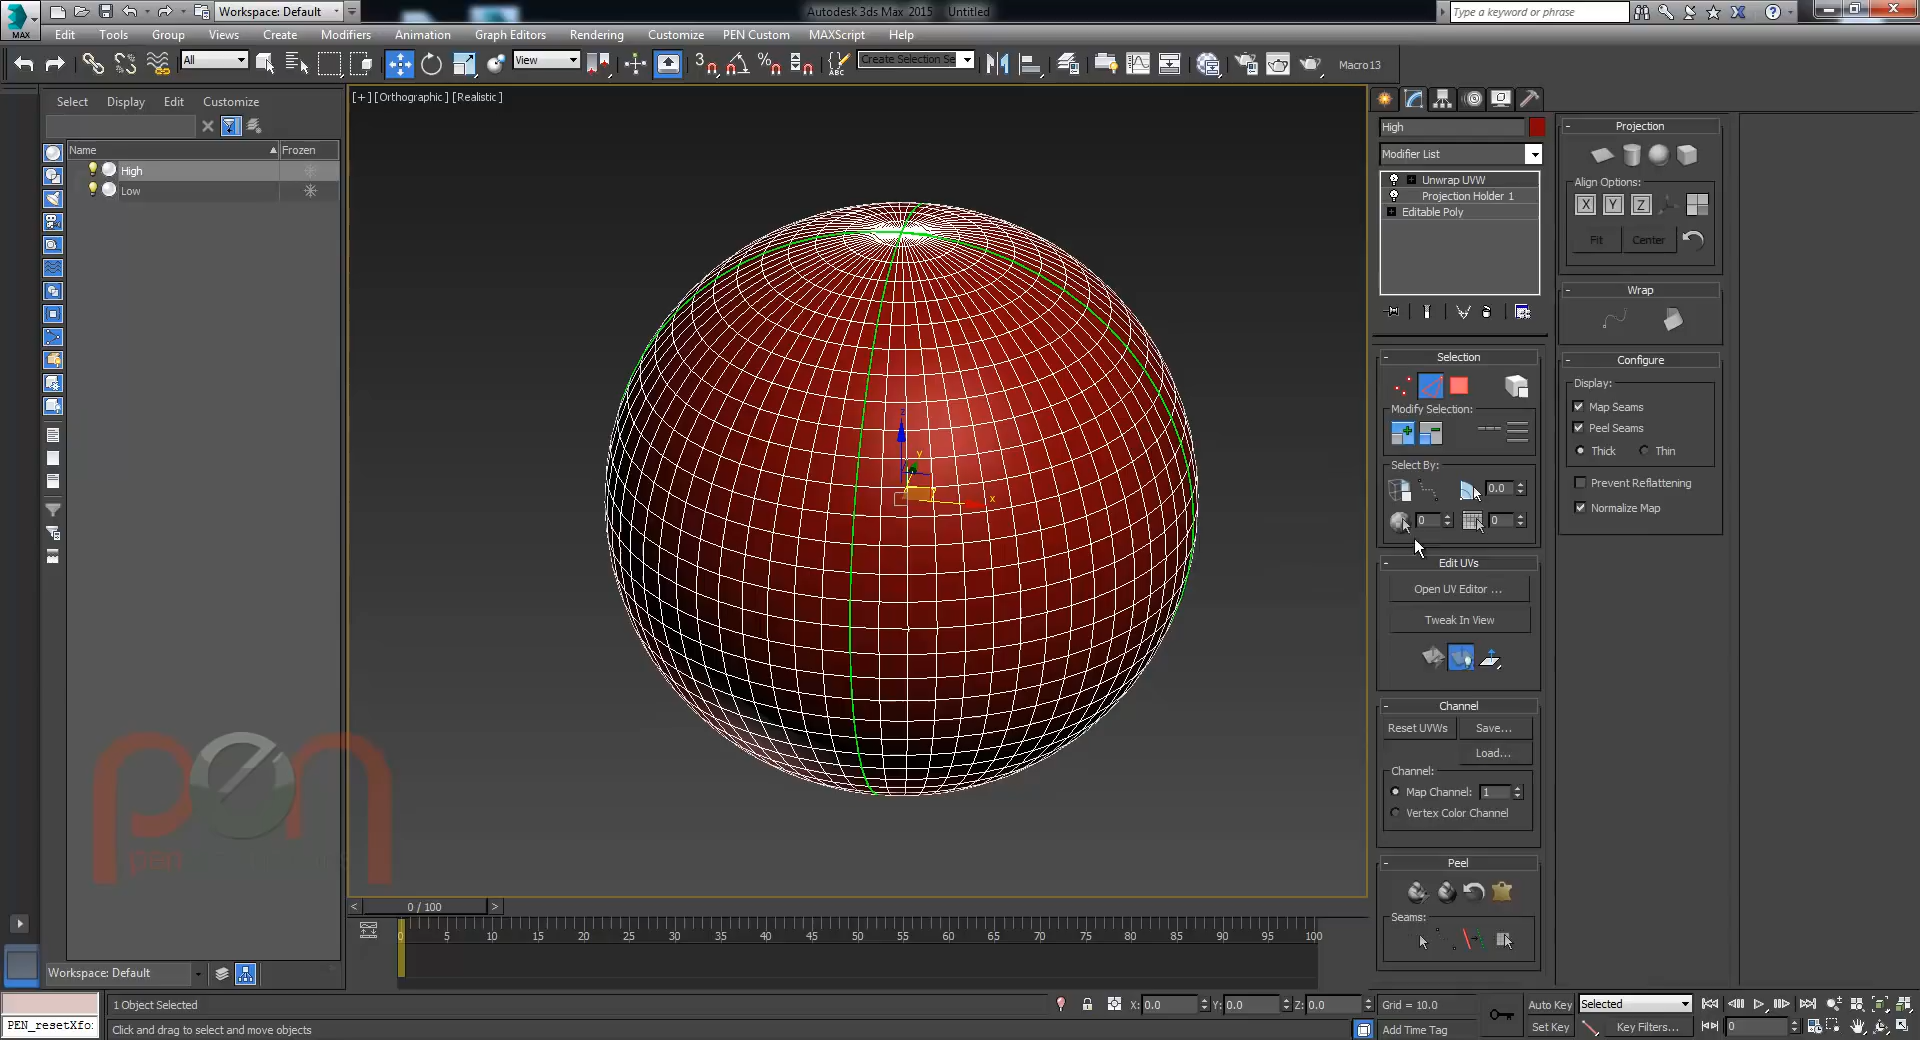 MAX
Workspace: Default
Autodesk 3ds Max 2015
Untitled
Type a keyword or phrase
Edit
Tools
Group
Views
Create
Modifiers
Animation
Graph Editors
Rendering
Customize
PEN Custom
MAXScript
Help
All
View
3
ABC
Create Selection Se
Macro13
Select
Display
Edit
Customize
Name
Frozen
High
Low
[+] [Orthographic] [Realistic]
z
y
x
High
Modifier List
Unwrap UVW
Projection Holder 1
Editable Poly
Selection
Modify Selection:
Select By:
0.0
0
0
Edit UVs
Open UV Editor ...
Tweak In View
Channel
Reset UVWs
Save...
Load...
Channel:
Map Channel:
1
Vertex Color Channel
Peel
Seams:
Projection
Align Options:
X
Y
Z
Fit
Center
Wrap
Configure
Display:
Map Seams
Peel Seams
Thick
Thin
Prevent Reflattening
Normalize Map
pen
pen
< 0 / 100 >
0 5 10 15 20 25 30 35 40 45 50 55 60 65 70 75 80 85 90 95 100
Workspace: Default
1 Object Selected
X: 0.0
Y: 0.0
Z: 0.0
Grid = 10.0
Auto Key
Selected
PEN_resetXfo:
Click and drag to select and move objects
Add Time Tag
Set Key
Key Filters...
0